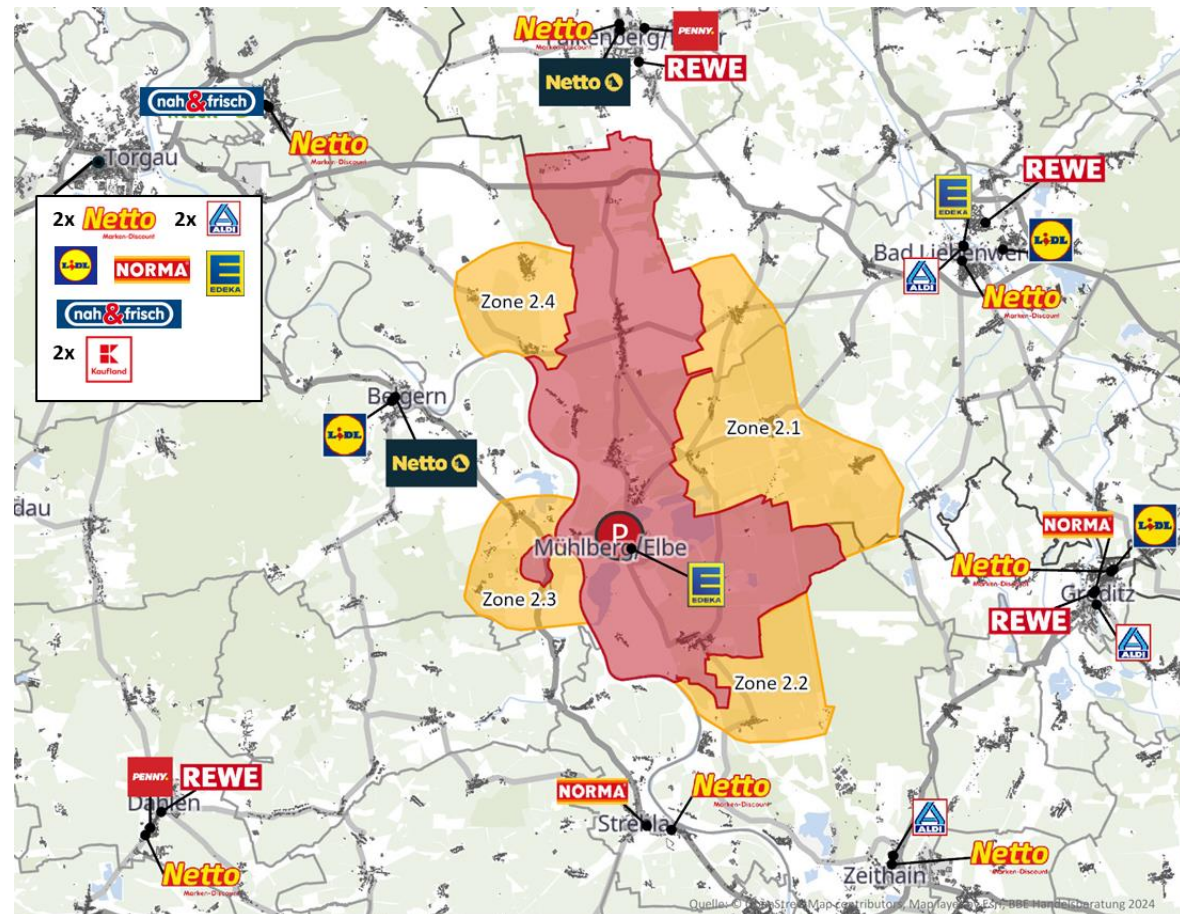 Netto
Marken-Discount
PENNY.
Netto
REWE
nah&frisch
Netto
Marken-Discount
Torgau
REWE
EDEKA
2x Netto
Marken-Discount
2x
ALDI
LIDL
NORMA
EDEKA
nah&frisch
2x
K
Kaufland
Zone 2.4
Bad Liebenwer
LIDL
ALDI
Netto
Marken-Discount
Belgern
LIDL
Netto
Zone 2.1
dau
P
Mühlberg/Elbe
EDEKA
Zone 2.3
NORMA
LIDL
Netto
Marken-Discount
Gröditz
REWE
ALDI
Zone 2.2
PENNY.
REWE
Dahlen
Netto
Marken-Discount
NORMA
Netto
Marken-Discount
Strehla
ALDI
Netto
Marken-Discount
Zeithain
Quelle: © OpenStreetMap contributors, Map layer by Esri, BBE Handelsberatung 2024